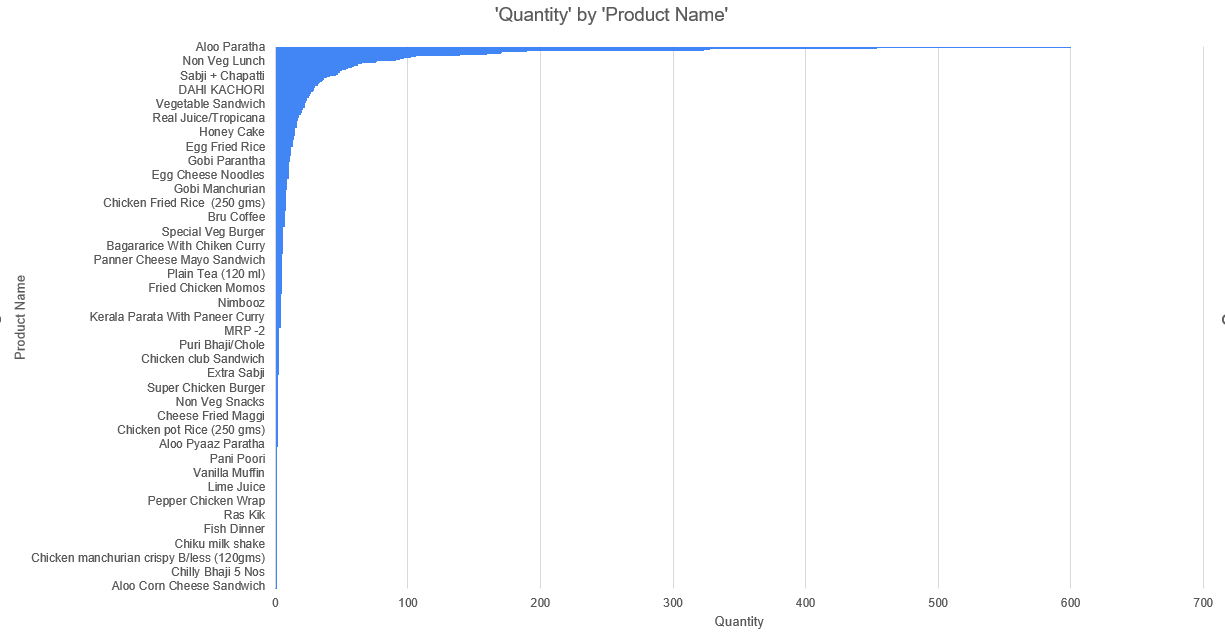 'Quantity' by 'Product Name'
Product Name
Aloo Paratha
Non Veg Lunch
Sabji + Chapatti
DAHI KACHORI
Vegetable Sandwich
Real Juice/Tropicana
Honey Cake
Egg Fried Rice
Gobi Parantha
Egg Cheese Noodles
Gobi Manchurian
Chicken Fried Rice  (250 gms)
Bru Coffee
Special Veg Burger
Bagararice With Chiken Curry
Panner Cheese Mayo Sandwich
Plain Tea (120 ml)
Fried Chicken Momos
Nimbooz
Kerala Parata With Paneer Curry
MRP -2
Puri Bhaji/Chole
Chicken club Sandwich
Extra Sabji
Super Chicken Burger
Non Veg Snacks
Cheese Fried Maggi
Chicken pot Rice (250 gms)
Aloo Pyaaz Paratha
Pani Poori
Vanilla Muffin
Lime Juice
Pepper Chicken Wrap
Ras Kik
Fish Dinner
Chiku milk shake
Chicken manchurian crispy B/less (120gms)
Chilly Bhaji 5 Nos
Aloo Corn Cheese Sandwich
0 100 200 300 400 500 600 700
Quantity